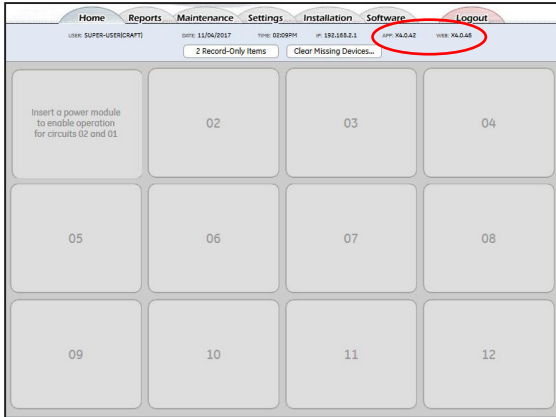 Home Reports Maintenance Settings Installation Software Logout
USER: SUPER-USER(CRAFT) DATE: 11/04/2017 TIME: 02:09PM IP: 192.168.2.1 APP: X4.0.42 WEB: X4.0.46
2 Record-Only Items Clear Missing Devices...
Insert a power module
to enable operation
for circuits 02 and 01
02
03
04
05
06
07
08
09
10
11
12